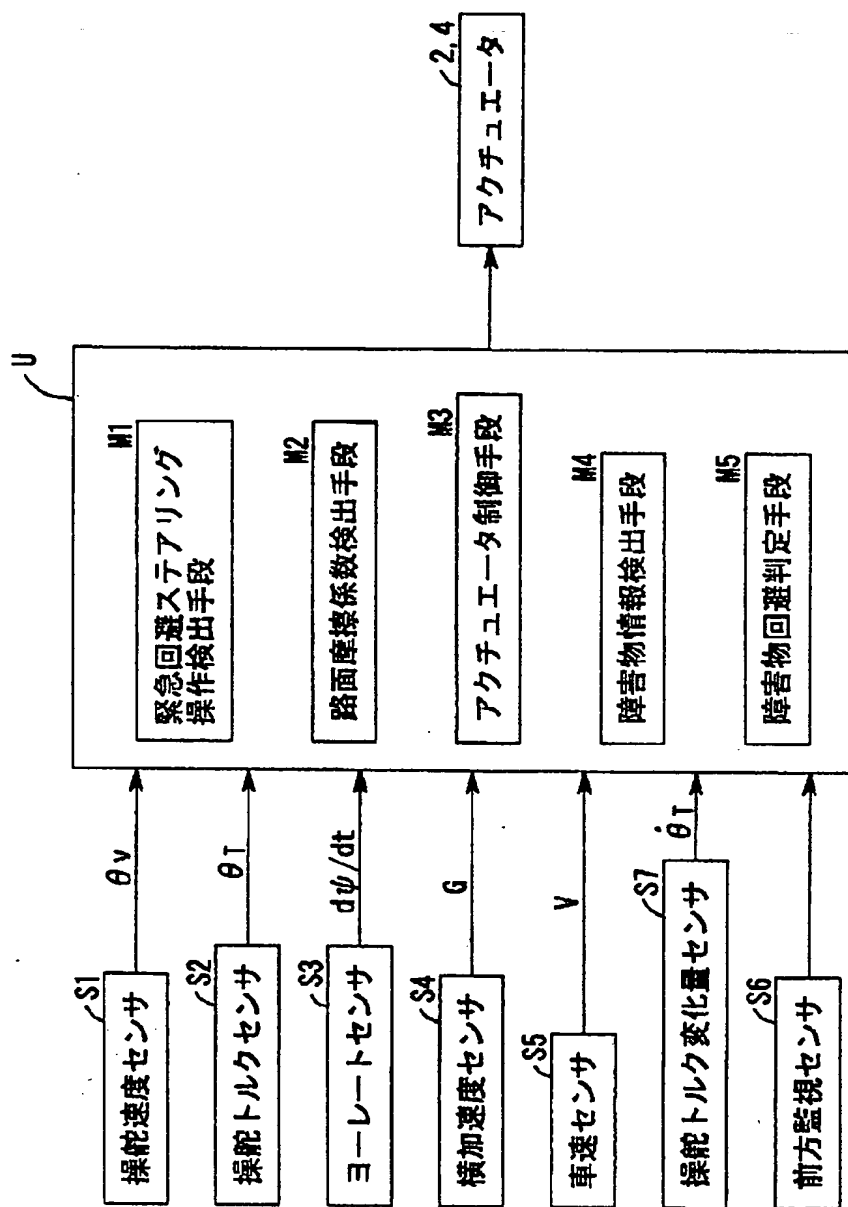 S1
操舵速度センサ
θv
S2
操舵トルクセンサ
θT
S3
ヨーレートセンサ
dψ/dt
S4
横加速度センサ
G
S5
車速センサ
V
S7
操舵トルク変化量センサ
θ̇T
S6
前方監視センサ
U
M1
緊急回避ステアリング
操作検出手段
M2
路面摩擦係数検出手段
M3
アクチュエータ制御手段
M4
障害物情報検出手段
M5
障害物回避判定手段
2,4
アクチュエータ